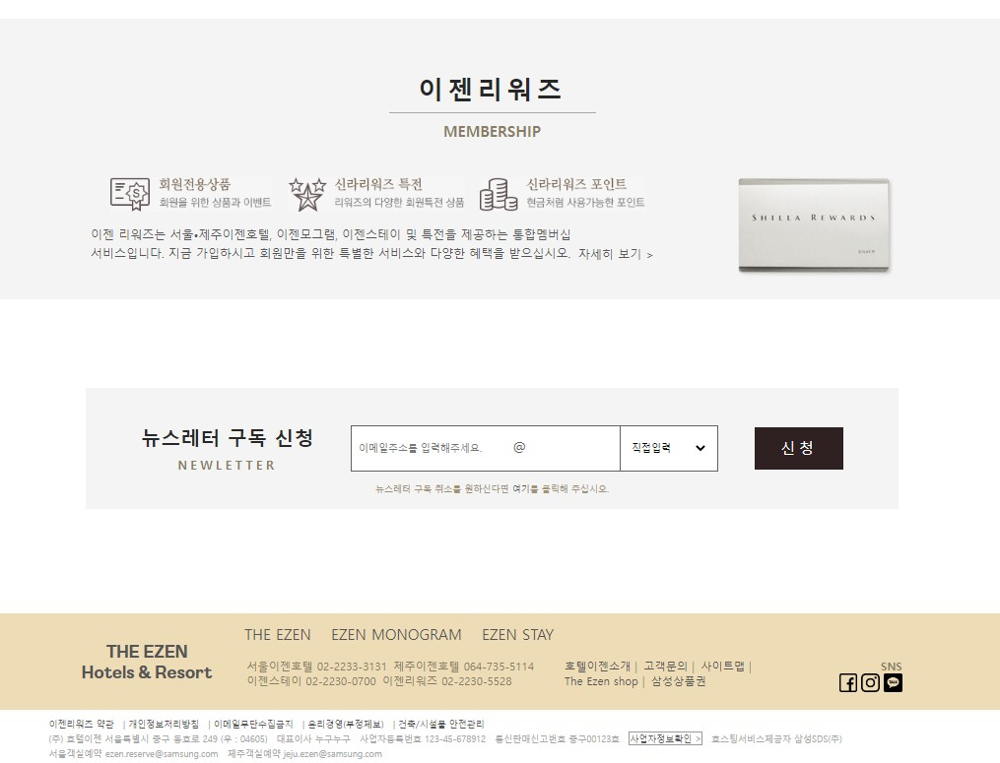 이젠리워즈
MEMBERSHIP
회원전용상품 신라리워즈 특전 신라리워즈 포인트
회원을 위한 상품과 이벤트 리워즈의 다양한 회원특전 상품 현금처럼 사용가능한 포인트
SHILLA REWARDS
이젠 리워즈는 서울•제주이젠호텔, 이젠모그램, 이젠스테이 및 특전을 제공하는 통합멤버십
서비스입니다. 지금 가입하시고 회원만을 위한 특별한 서비스와 다양한 혜택을 받으십시오. 자세히 보기 >
뉴스레터 구독 신청
NEWLETTER
이메일주소를 입력해주세요. @ 직접입력 신 청
뉴스레터 구독 취소를 원하신다면 여기를 클릭해 주십시오.
THE EZEN EZEN MONOGRAM EZEN STAY
THE EZEN
Hotels & Resort
서울이젠호텔 02-2233-3131 제주이젠호텔 064-735-5114 호텔이젠소개 | 고객문의 | 사이트맵 |
이젠스테이 02-2230-0700 이젠리워즈 02-2230-5528 The Ezen shop | 삼성상품권
SNS
TALK
이젠리워즈 약관 | 개인정보처리방침 | 이메일무단수집금지 | 윤리경영(부정제보) | 건축/시설물 안전관리
(주) 호텔이젠 서울특별시 중구 동호로 249 (우 : 04605) 대표이사 누구누구 사업자등록번호 123-45-678912 통신판매신고번호 중구00123호 사업자정보확인 > 호스팅서비스제공자 삼성SDS(주)
서울객실예약 ezen.reserve@samsung.com 제주객실예약 jeju.ezen@samsung.com